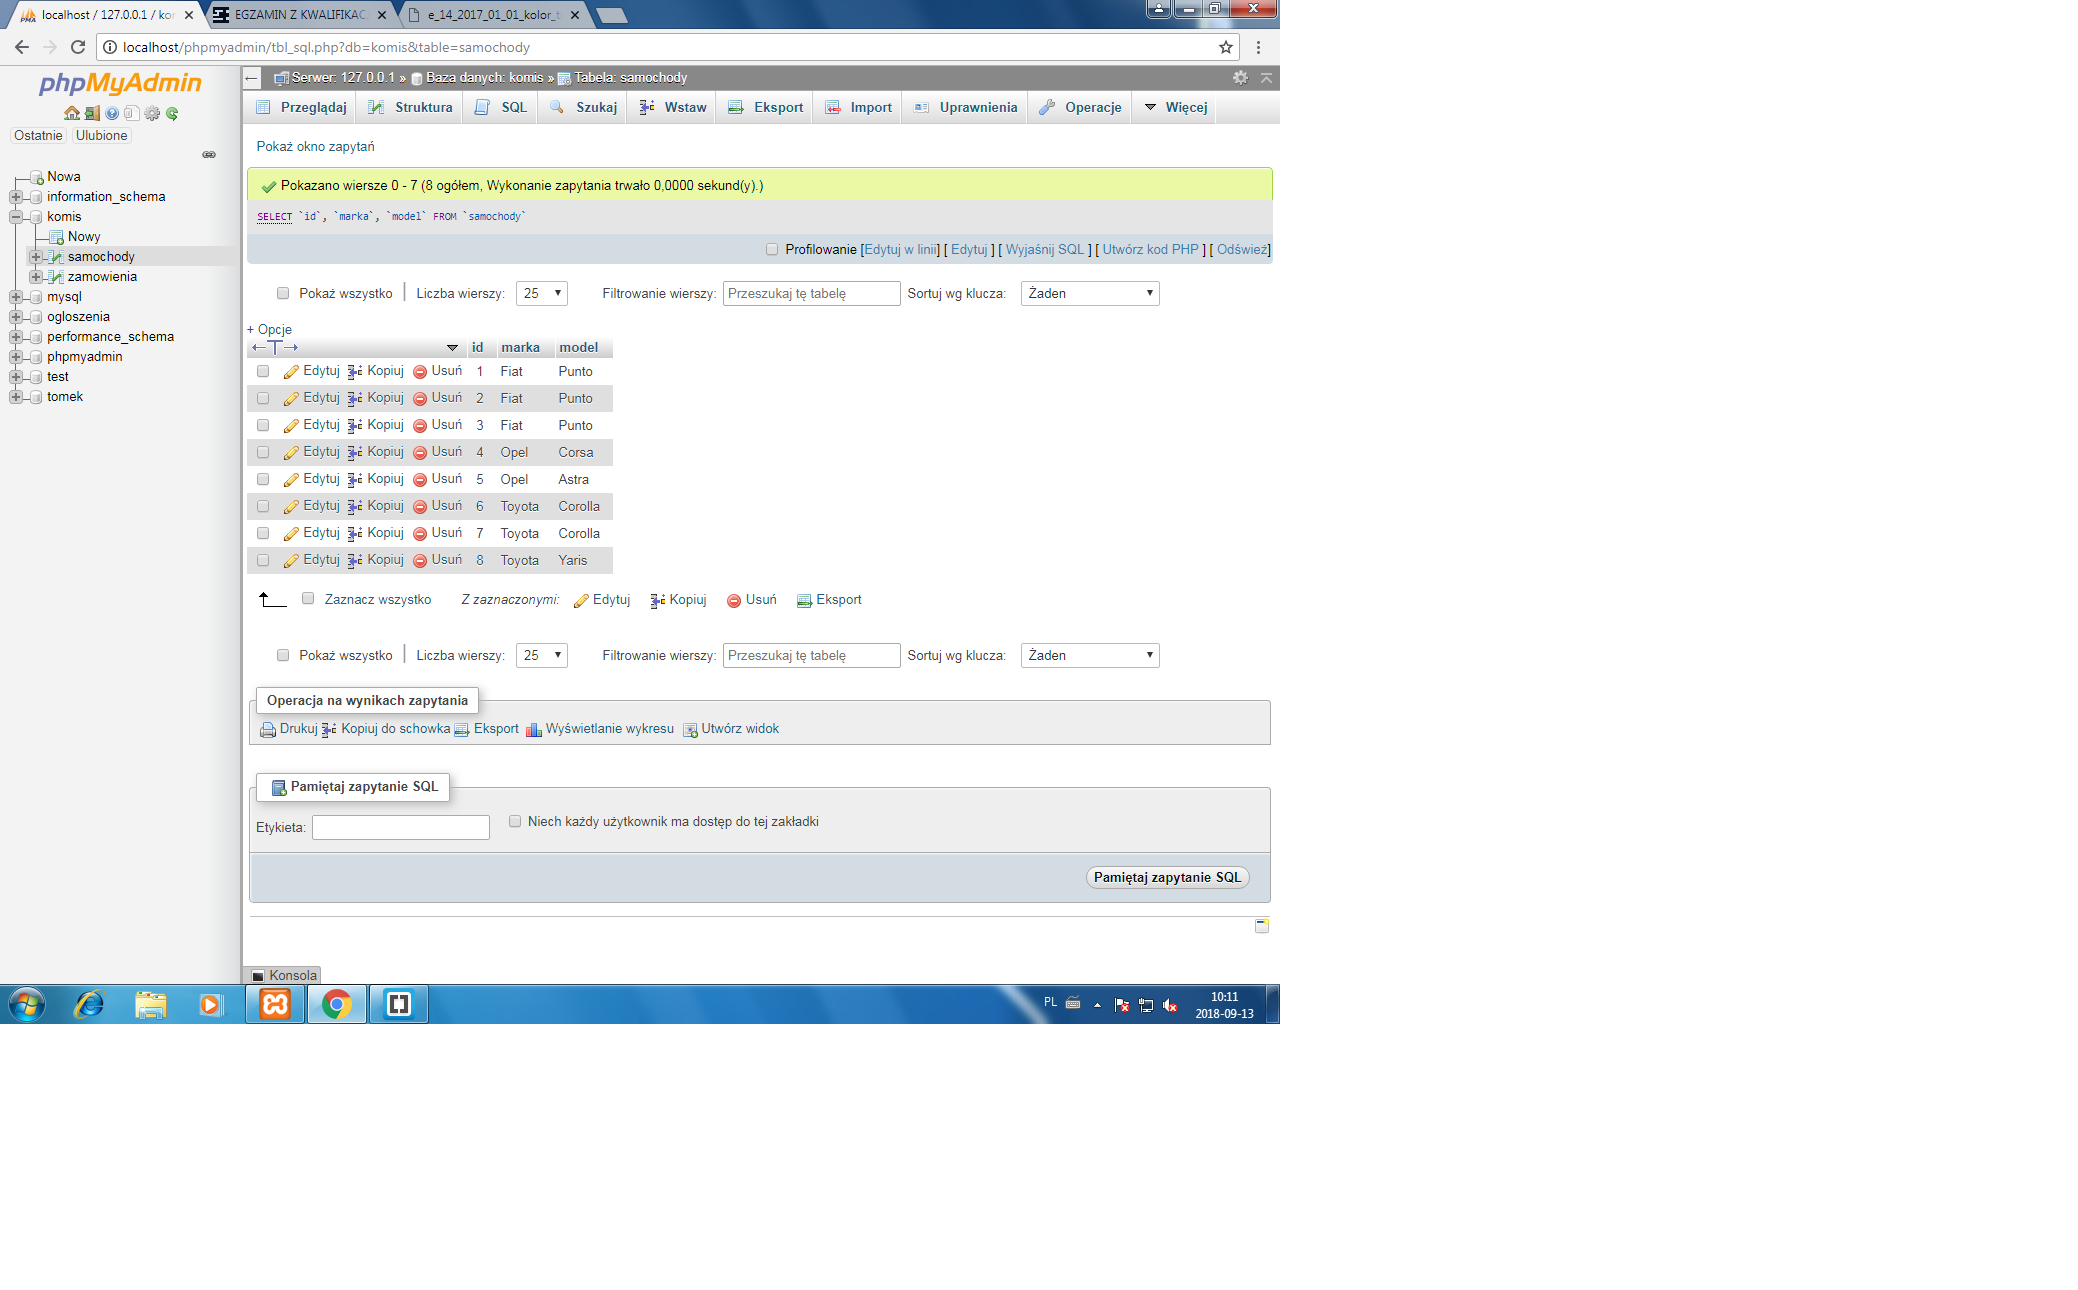 localhost / 127.0.0.1 / kor
EGZAMIN Z KWALIFIKAC
e_14_2017_01_01_kolor_t
localhost/phpmyadmin/tbl_sql.php?db=komis&table=samochody
phpMyAdmin
Ostatnie Ulubione
Nowa
information_schema
komis
Nowy
samochody
zamowienia
mysql
ogloszenia
performance_schema
phpmyadmin
test
tomek
Serwer: 127.0.0.1 » Baza danych: komis » Tabela: samochody
Przeglądaj Struktura SQL Szukaj Wstaw Eksport Import Uprawnienia Operacje Więcej
Pokaż okno zapytań
Pokazano wiersze 0 - 7 (8 ogółem, Wykonanie zapytania trwało 0,0000 sekund(y).)
SELECT `id`, `marka`, `model` FROM `samochody`
Profilowanie [Edytuj w linii] [ Edytuj ] [ Wyjaśnij SQL ] [ Utwórz kod PHP ] [ Odśwież]
Pokaż wszystko | Liczba wierszy: 25 Filtrowanie wierszy: Przeszukaj tę tabelę Sortuj wg klucza: Żaden
+ Opcje
←T→ id marka model
Edytuj Kopiuj Usuń 1 Fiat Punto
Edytuj Kopiuj Usuń 2 Fiat Punto
Edytuj Kopiuj Usuń 3 Fiat Punto
Edytuj Kopiuj Usuń 4 Opel Corsa
Edytuj Kopiuj Usuń 5 Opel Astra
Edytuj Kopiuj Usuń 6 Toyota Corolla
Edytuj Kopiuj Usuń 7 Toyota Corolla
Edytuj Kopiuj Usuń 8 Toyota Yaris
Zaznacz wszystko Z zaznaczonymi: Edytuj Kopiuj Usuń Eksport
Pokaż wszystko | Liczba wierszy: 25 Filtrowanie wierszy: Przeszukaj tę tabelę Sortuj wg klucza: Żaden
Operacja na wynikach zapytania
Drukuj Kopiuj do schowka Eksport Wyświetlanie wykresu Utwórz widok
Pamiętaj zapytanie SQL
Etykieta: Niech każdy użytkownik ma dostęp do tej zakładki
Pamiętaj zapytanie SQL
Konsola
PL 10:11
2018-09-13